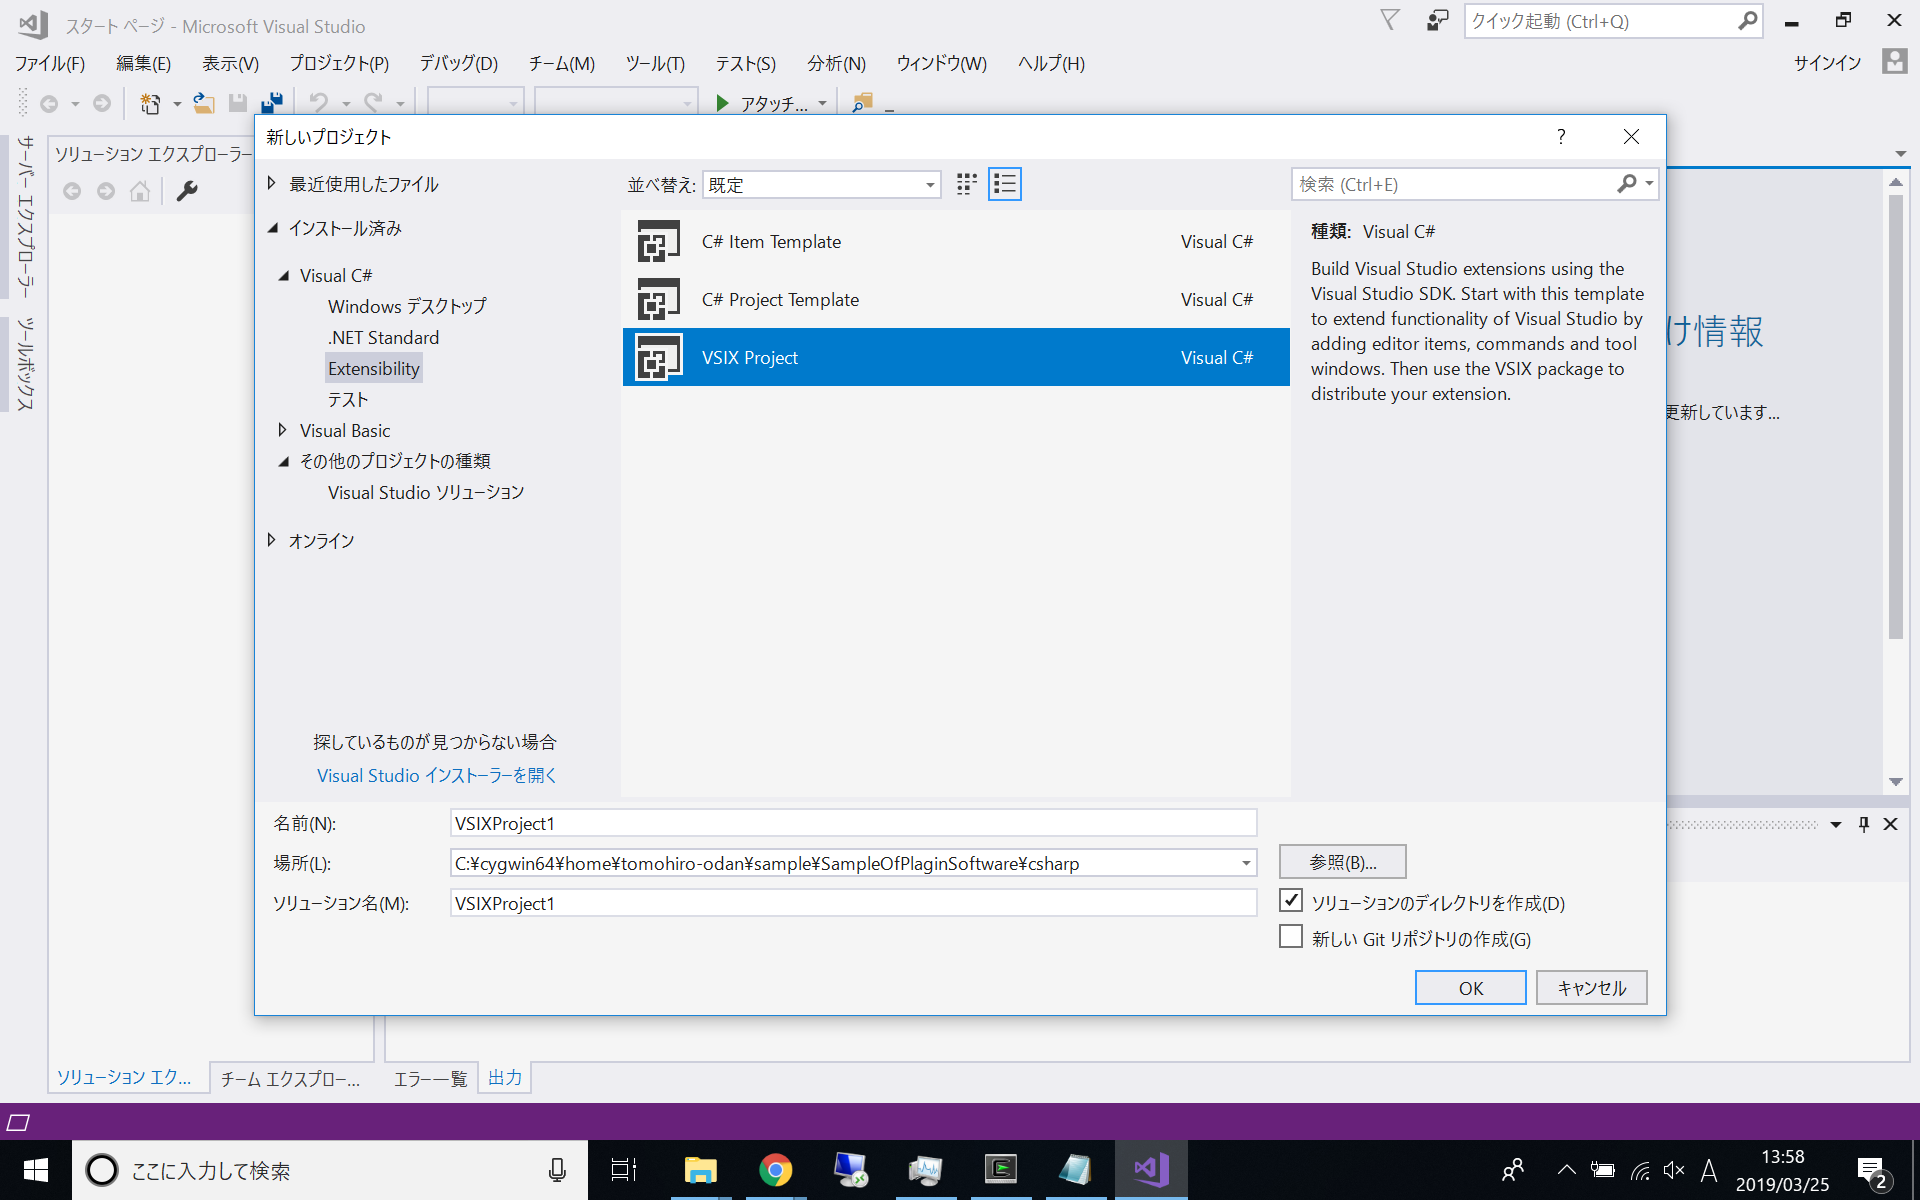 スタート ページ - Microsoft Visual Studio
クイック起動 (Ctrl+Q)
ファイル(F) 編集(E) 表示(V) プロジェクト(P) デバッグ(D) チーム(M) ツール(T) テスト(S) 分析(N) ウィンドウ(W) ヘルプ(H)
サインイン
アタッチ...
サーバー エクスプローラー
ツールボックス
ソリューション エクスプローラー
新しいプロジェクト
?
最近使用したファイル
インストール済み
Visual C#
Windows デスクトップ
.NET Standard
Extensibility
テスト
Visual Basic
その他のプロジェクトの種類
Visual Studio ソリューション
オンライン
探しているものが見つからない場合
Visual Studio インストーラーを開く
並べ替え: 既定
C# Item Template Visual C#
C# Project Template Visual C#
VSIX Project Visual C#
検索 (Ctrl+E)
種類: Visual C#
Build Visual Studio extensions using the
Visual Studio SDK. Start with this template
to extend functionality of Visual Studio by
adding editor items, commands and tool
windows. Then use the VSIX package to
distribute your extension.
け情報
更新しています...
名前(N): VSIXProject1
場所(L): C:¥cygwin64¥home¥tomohiro-odan¥sample¥SampleOfPlaginSoftware¥csharp
参照(B)...
ソリューション名(M): VSIXProject1
ソリューションのディレクトリを作成(D)
新しい Git リポジトリの作成(G)
OK キャンセル
ソリューション エク... チーム エクスプロー... エラー一覧 出力
ここに入力して検索
A
13:58
2019/03/25
2